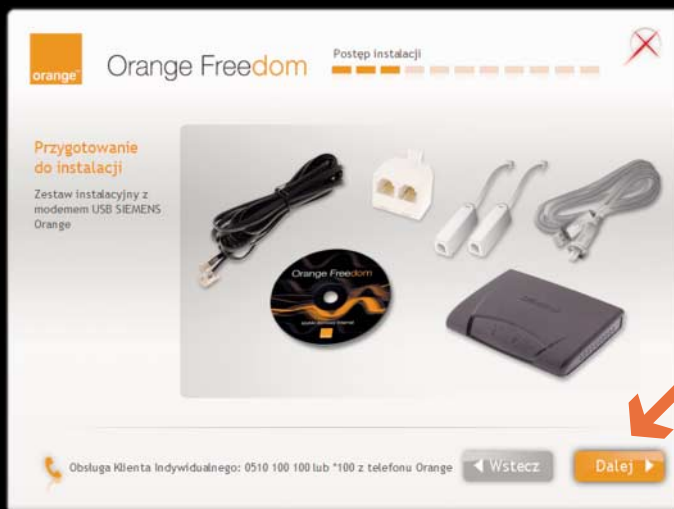 orange™
Orange Freedom
Postęp instalacji
Przygotowanie
do instalacji
Zestaw instalacyjny z
modemem USB SIEMENS
Orange
Orange Freedom
Obsługa Klienta Indywidualnego: 0510 100 100 lub *100 z telefonu Orange
Wstecz
Dalej